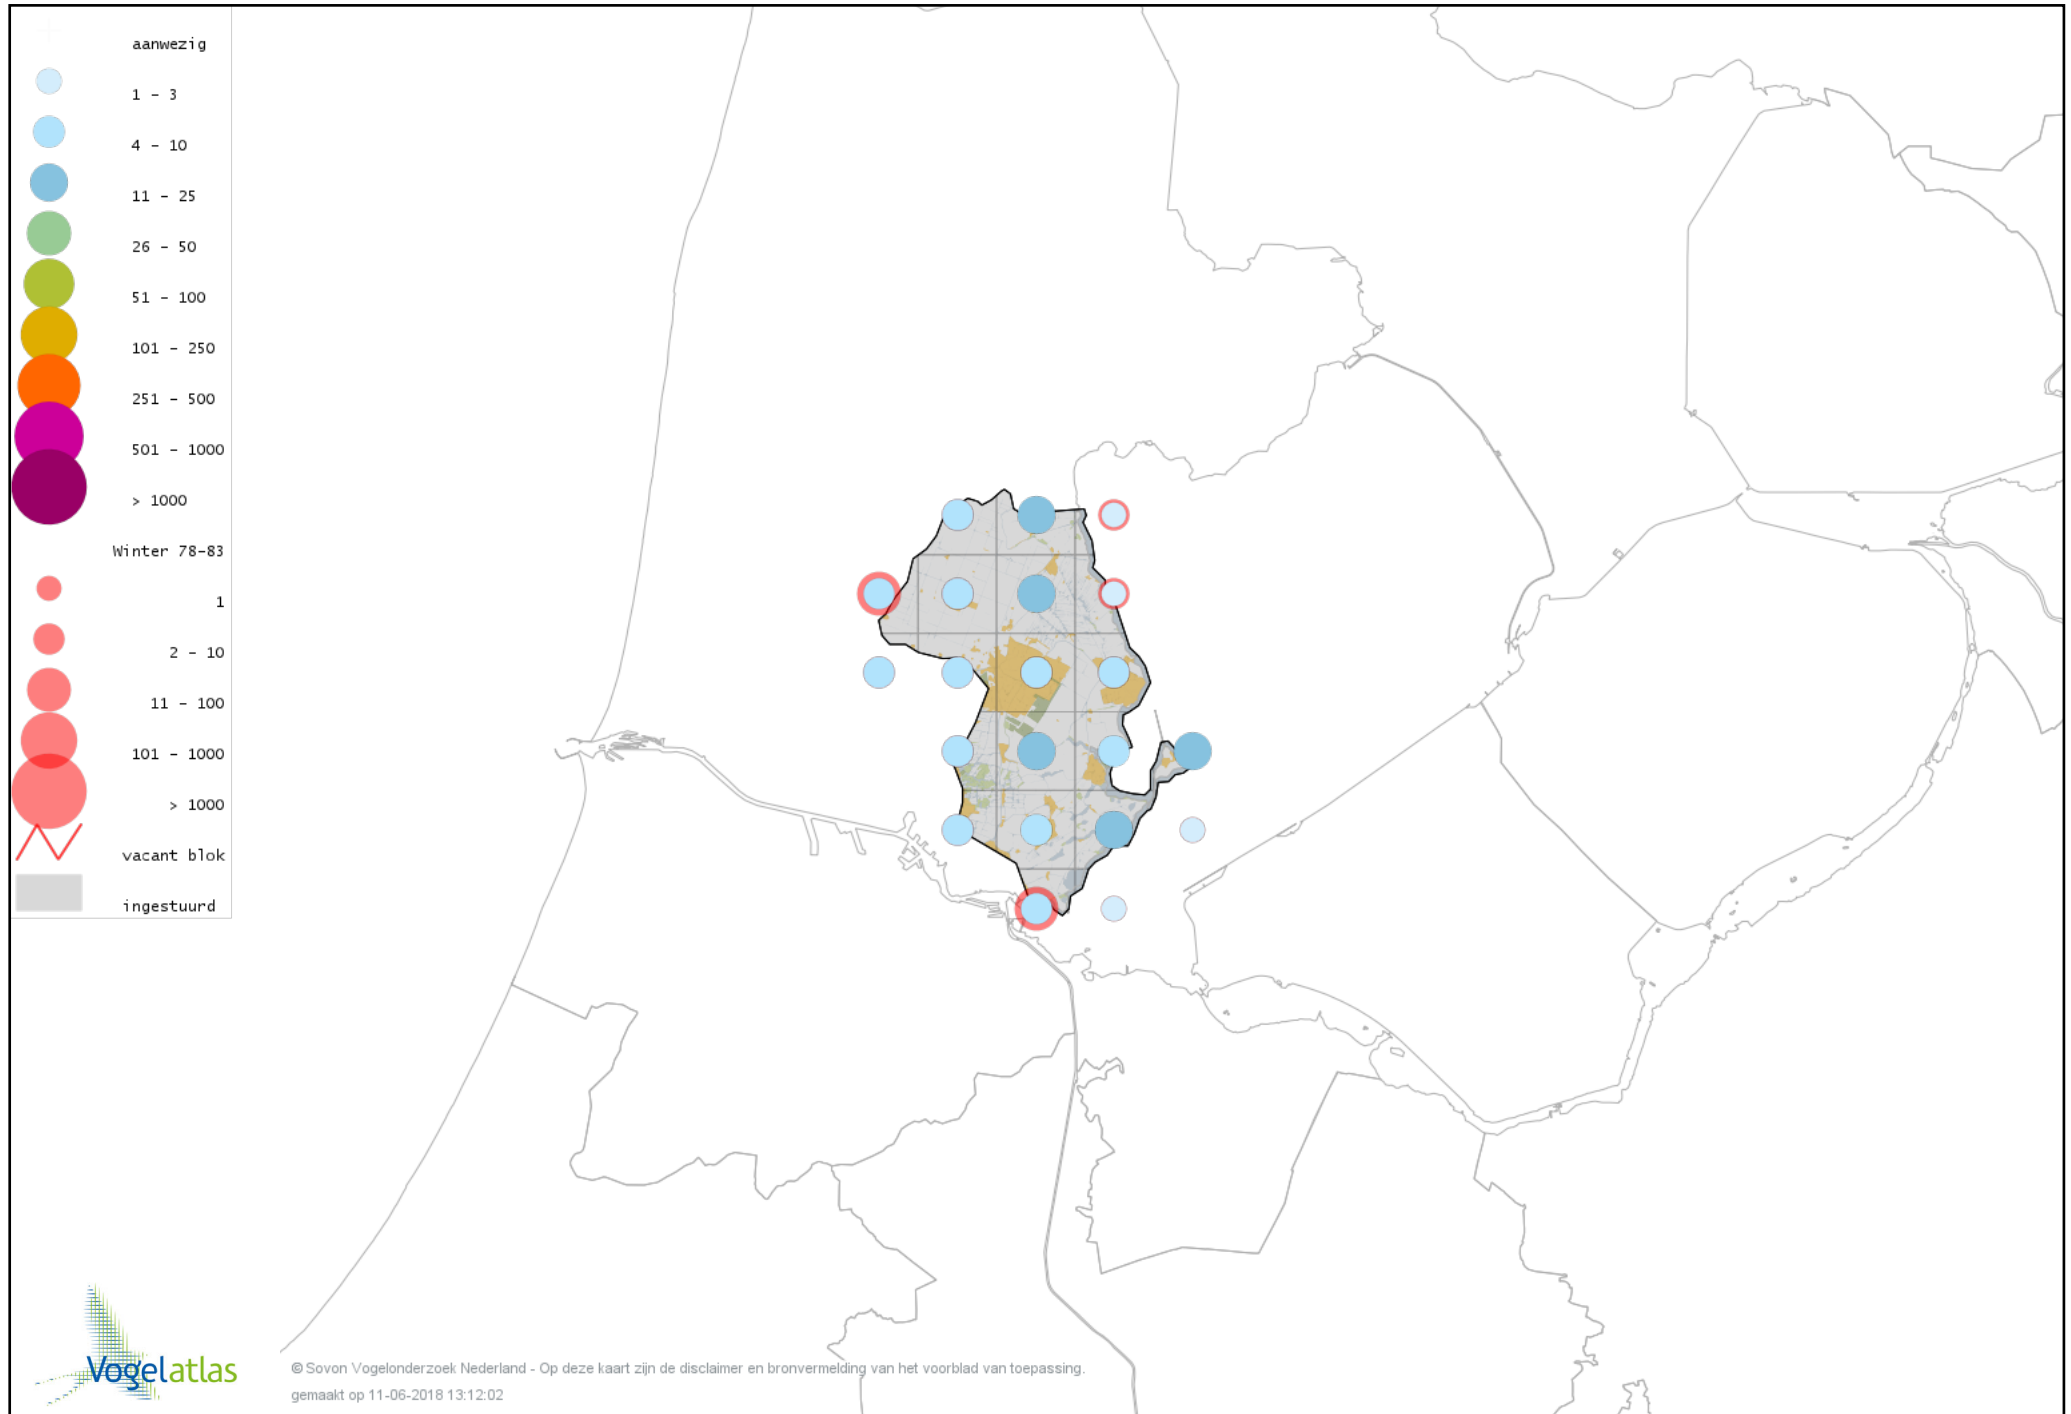 aanwezig
1 - 3
4 - 10
11 - 25
26 - 50
51 - 100
101 - 250
251 - 500
501 - 1000
> 1000
Winter 78-83
1
2 - 10
11 - 100
101 - 1000
> 1000
vacant blok
ingestuurd
Vogelatlas
© Sovon Vogelonderzoek Nederland - Op deze kaart zijn de disclaimer en bronvermelding van het voorblad van toepassing.
gemaakt op 11-06-2018 13:12:02